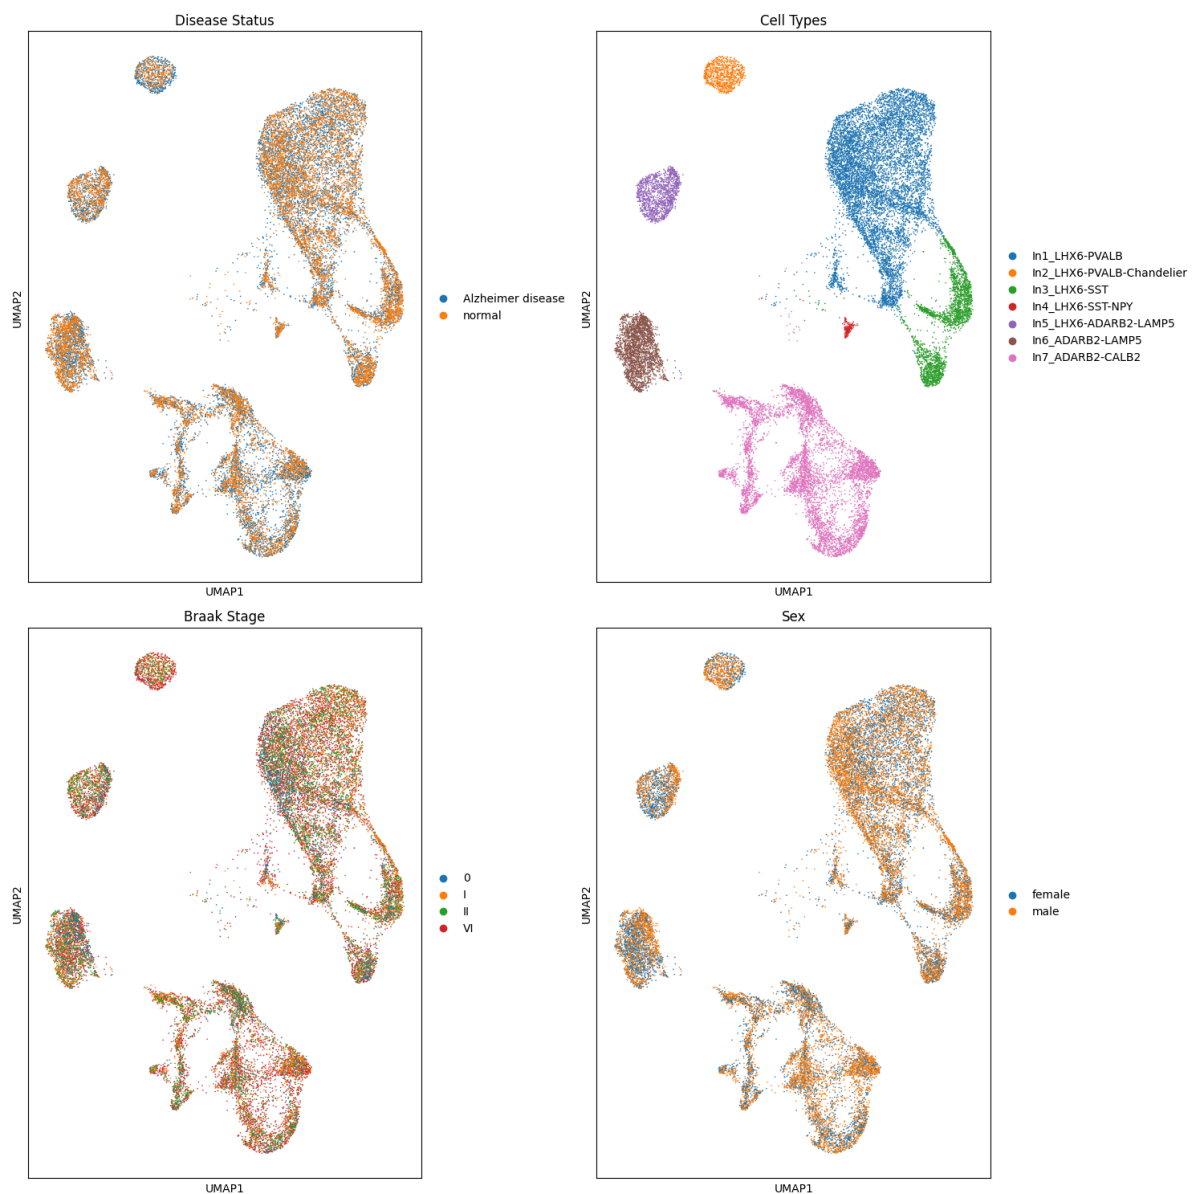 Disease Status
UMAP2
UMAP1
Alzheimer disease
normal
Cell Types
UMAP2
UMAP1
In1_LHX6-PVALB
In2_LHX6-PVALB-Chandelier
In3_LHX6-SST
In4_LHX6-SST-NPY
In5_LHX6-ADARB2-LAMP5
In6_ADARB2-LAMP5
In7_ADARB2-CALB2
Braak Stage
UMAP2
UMAP1
0
I
II
VI
Sex
UMAP2
UMAP1
female
male